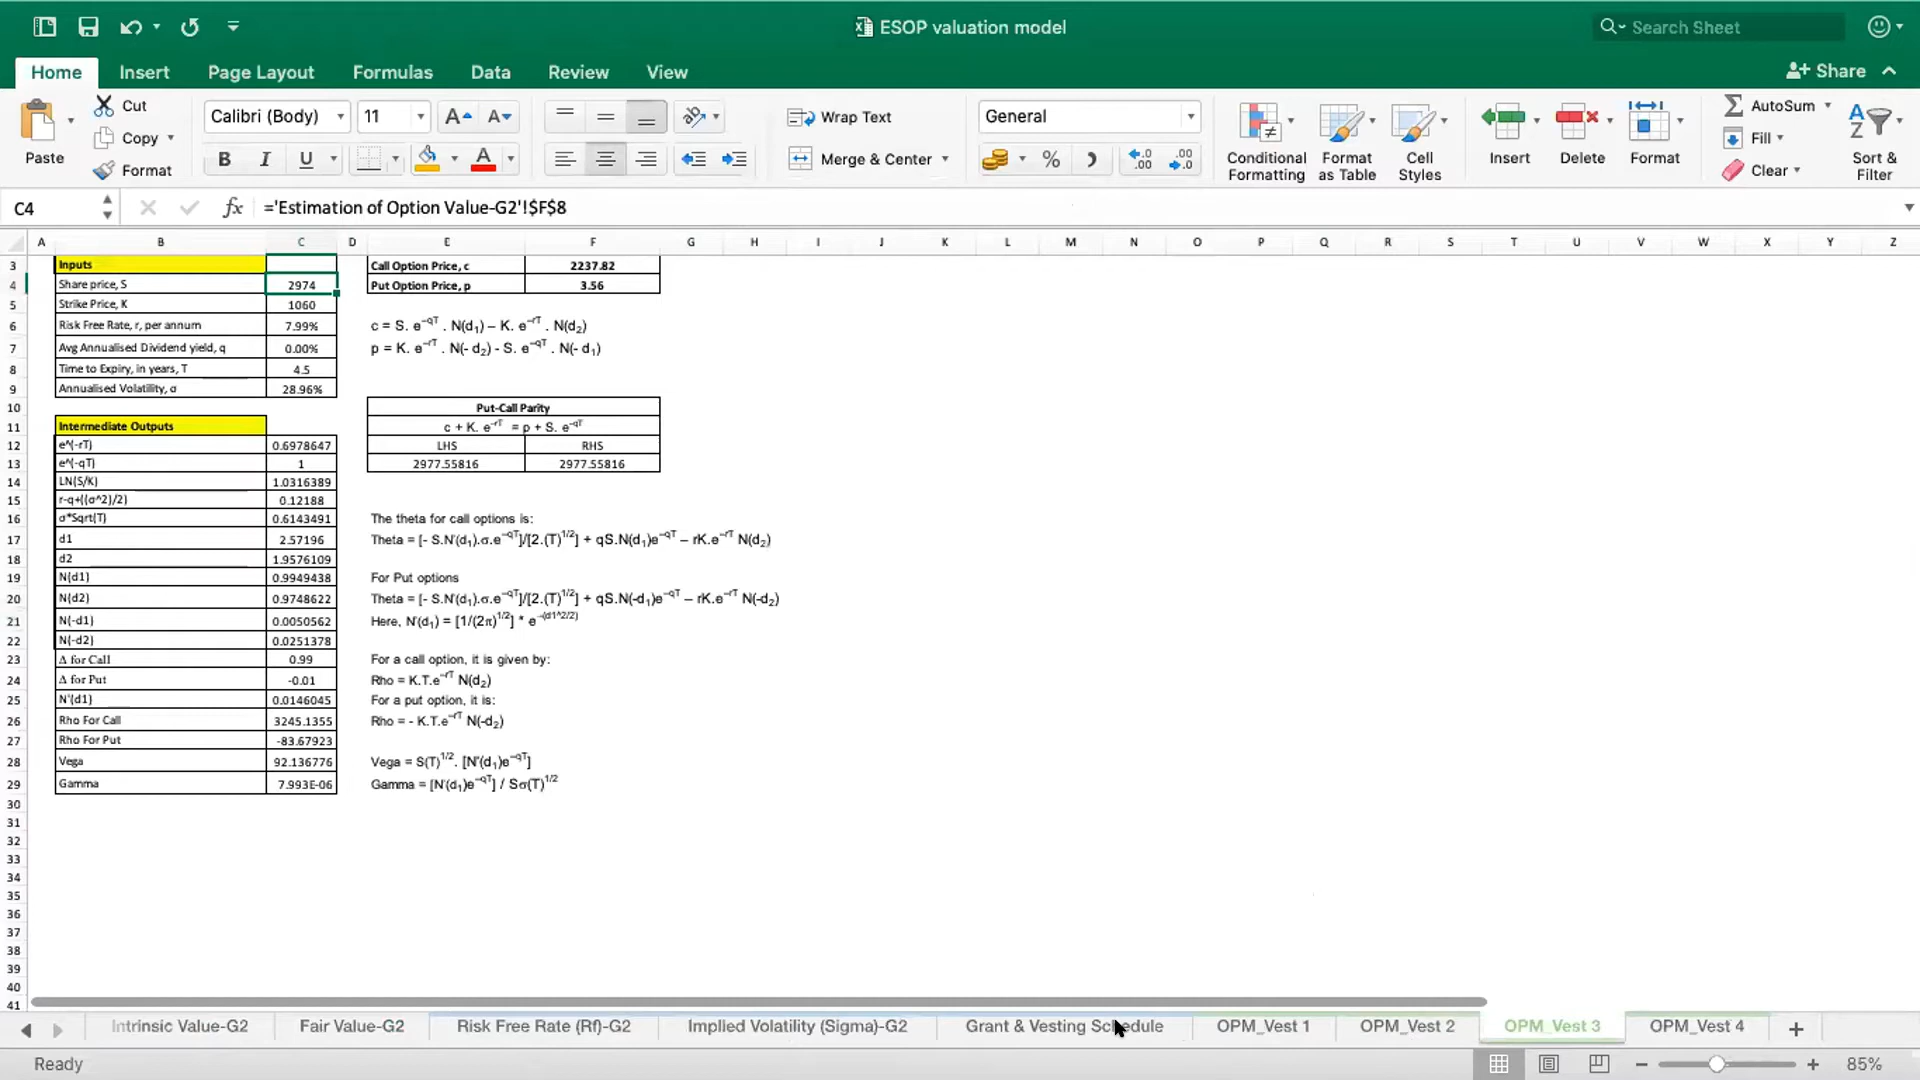 ESOP valuation model
Search Sheet
Home Insert Page Layout Formulas Data Review View
Share
Paste
Cut
Copy
Format
Calibri (Body) 11
B I U
Wrap Text
Merge & Center
General
%
Conditional Formatting
Format as Table
Cell Styles
Insert
Delete
Format
AutoSum
Fill
Clear
Sort & Filter
C4 fx ='Estimation of Option Value-G2'!$F$8
A B C D E F G H I J K L M N O P Q R S T U V W X Y Z
3 Inputs Call Option Price, c 2237.82
4 Share price, S 2974 Put Option Price, p 3.56
5 Strike Price, K 1060
6 Risk Free Rate, r, per annum 7.99% c = S. e^–qT . N(d1) – K. e^–rT . N(d2)
7 Avg Annualised Dividend yield, q 0.00% p = K. e^–rT . N(- d2) - S. e^–qT . N(- d1)
8 Time to Expiry, in years, T 4.5
9 Annualised Volatility, σ 28.96%
10 Put-Call Parity
11 Intermediate Outputs c + K. e^–rT = p + S. e^–qT
12 e^(-rT) 0.6978647 LHS RHS
13 e^(-qT) 1 2977.55816 2977.55816
14 LN(S/K) 1.0316389
15 r-q+((σ^2)/2) 0.12188
16 σ*Sqrt(T) 0.6143491 The theta for call options is:
17 d1 2.57196 Theta = [- S.N'(d1).σ.e^–qT]/[2.(T)^1/2] + qS.N(d1)e^–qT – rK.e^–rT N(d2)
18 d2 1.9576109
19 N(d1) 0.9949438 For Put options
20 N(d2) 0.9748622 Theta = [- S.N'(d1).σ.e^–qT]/[2.(T)^1/2] + qS.N(-d1)e^–qT – rK.e^–rT N(-d2)
21 N(-d1) 0.0050562 Here, N'(d1) = [1/(2π)^1/2] * e^–(d1^2/2)
22 N(-d2) 0.0251378
23 Δ for Call 0.99 For a call option, it is given by:
24 Δ for Put -0.01 Rho = K.T.e^–rT N(d2)
25 N'(d1) 0.0146045 For a put option, it is:
26 Rho For Call 3245.1355 Rho = - K.T.e^–rT N(-d2)
27 Rho For Put -83.67923
28 Vega 92.136776 Vega = S(T)^1/2. [N'(d1)e^–qT]
29 Gamma 7.993E-06 Gamma = [N'(d1)e^–qT] / Sσ(T)^1/2
30
31
32
33
34
35
36
37
38
39
40
41
Intrinsic Value-G2 Fair Value-G2 Risk Free Rate (Rf)-G2 Implied Volatility (Sigma)-G2 Grant & Vesting Schedule OPM_Vest 1 OPM_Vest 2 OPM_Vest 3 OPM_Vest 4 +
Ready 85%